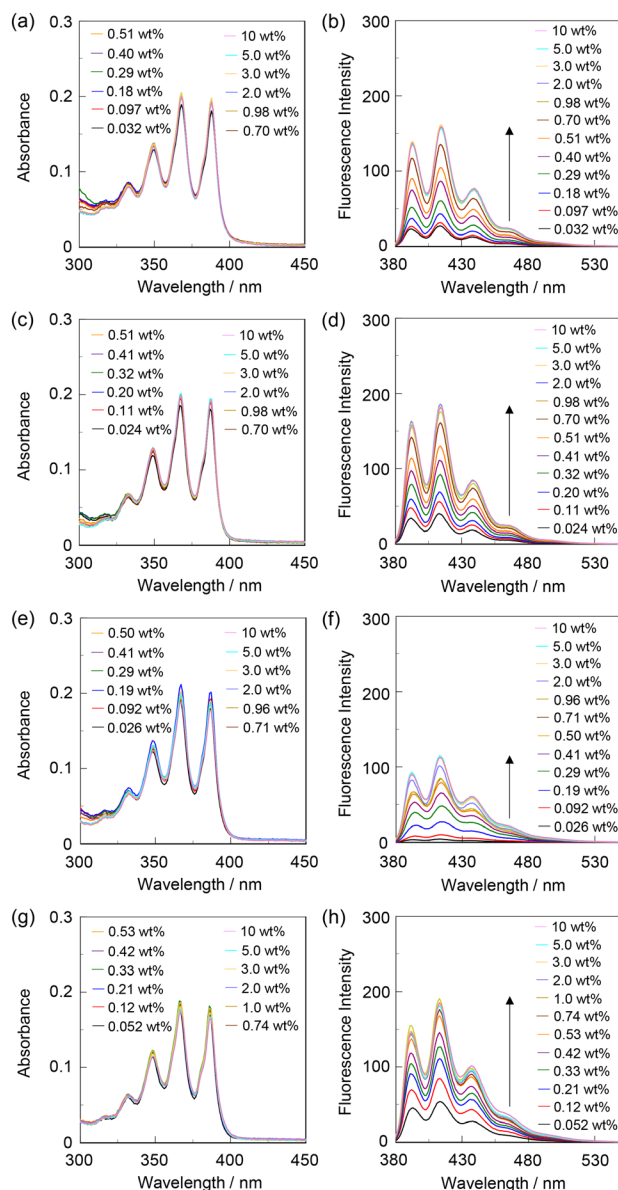 (a)
0.3
0.2
0.1
0
Absorbance
0.51 wt%
0.40 wt%
0.29 wt%
0.18 wt%
0.097 wt%
0.032 wt%
10 wt%
5.0 wt%
3.0 wt%
2.0 wt%
0.98 wt%
0.70 wt%
300
350
400
450
Wavelength / nm
(b)
300
200
100
0
Fluorescence Intensity
10 wt%
5.0 wt%
3.0 wt%
2.0 wt%
0.98 wt%
0.70 wt%
0.51 wt%
0.40 wt%
0.29 wt%
0.18 wt%
0.097 wt%
0.032 wt%
380
430
480
530
Wavelength / nm
(c)
0.3
0.2
0.1
0
Absorbance
0.51 wt%
0.41 wt%
0.32 wt%
0.20 wt%
0.11 wt%
0.024 wt%
10 wt%
5.0 wt%
3.0 wt%
2.0 wt%
0.98 wt%
0.70 wt%
300
350
400
450
Wavelength / nm
(d)
300
200
100
0
Fluorescence Intensity
10 wt%
5.0 wt%
3.0 wt%
2.0 wt%
0.98 wt%
0.70 wt%
0.51 wt%
0.41 wt%
0.32 wt%
0.20 wt%
0.11 wt%
0.024 wt%
380
430
480
530
Wavelength / nm
(e)
0.3
0.2
0.1
0
Absorbance
0.50 wt%
0.41 wt%
0.29 wt%
0.19 wt%
0.092 wt%
0.026 wt%
10 wt%
5.0 wt%
3.0 wt%
2.0 wt%
0.96 wt%
0.71 wt%
300
350
400
450
Wavelength / nm
(f)
300
200
100
0
Fluorescence Intensity
10 wt%
5.0 wt%
3.0 wt%
2.0 wt%
0.96 wt%
0.71 wt%
0.50 wt%
0.41 wt%
0.29 wt%
0.19 wt%
0.092 wt%
0.026 wt%
380
430
480
530
Wavelength / nm
(g)
0.3
0.2
0.1
0
Absorbance
0.53 wt%
0.42 wt%
0.33 wt%
0.21 wt%
0.12 wt%
0.052 wt%
10 wt%
5.0 wt%
3.0 wt%
2.0 wt%
1.0 wt%
0.74 wt%
300
350
400
450
Wavelength / nm
(h)
300
200
100
0
Fluorescence Intensity
10 wt%
5.0 wt%
3.0 wt%
2.0 wt%
1.0 wt%
0.74 wt%
0.53 wt%
0.42 wt%
0.33 wt%
0.21 wt%
0.12 wt%
0.052 wt%
380
430
480
530
Wavelength / nm